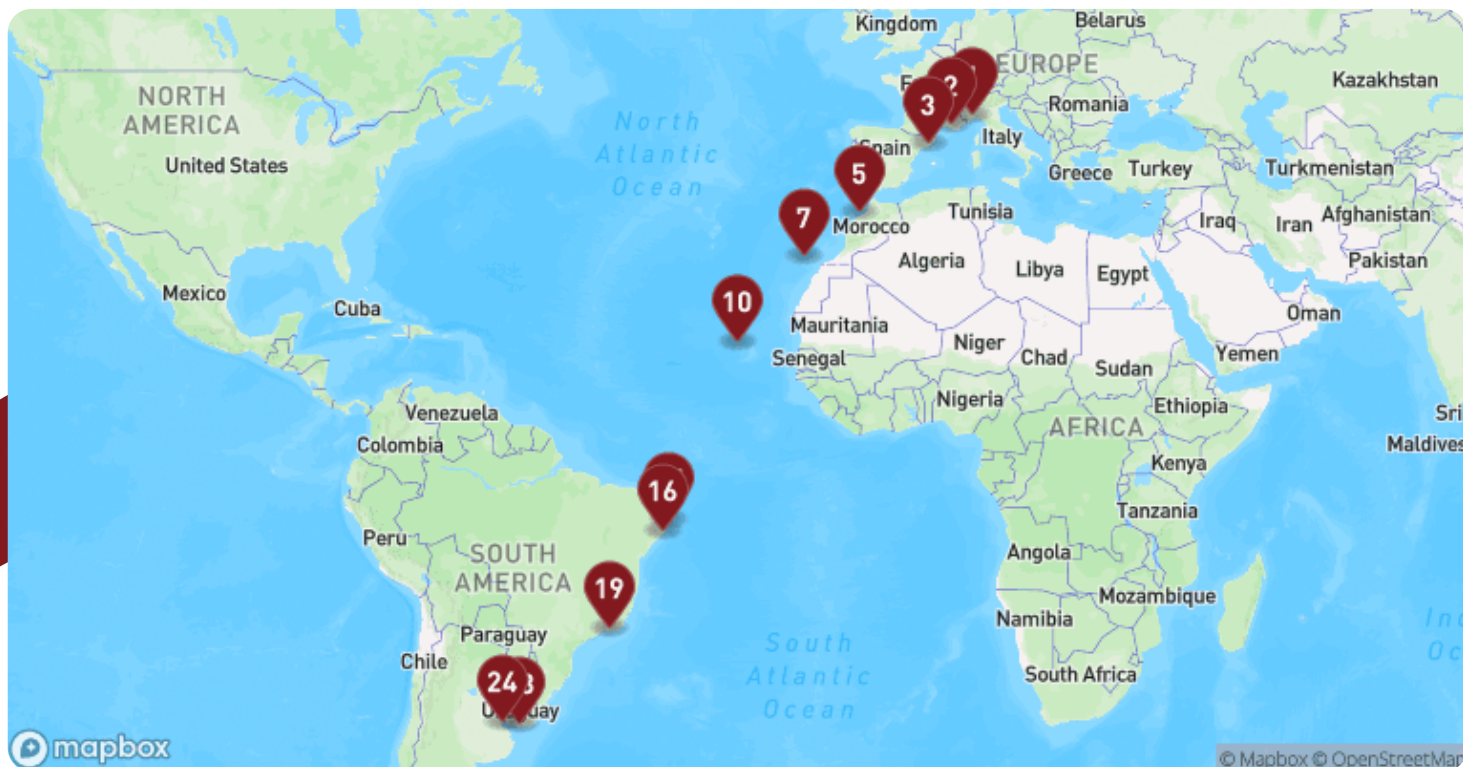 Kingdom
Belarus
EUROPE
Kazakhstan
NORTH
AMERICA
2
3
Romania
North
Atlantic
Ocean
Italy
Spain
United States
Greece
Turkey
Turkmenistan
5
7
Morocco
Tunisia
Iraq
Iran
Afghanistan
Algeria
Libya
Egypt
Pakistan
Mexico
Cuba
10
Oman
Mauritania
Niger
Chad
Yemen
Senegal
Sudan
Venezuela
Nigeria
Ethiopia
Sri
Colombia
AFRICA
Maldives
Kenya
16
Tanzania
Peru
SOUTH
AMERICA
Angola
19
Mozambique
Namibia
Paraguay
South
Atlantic
Ocean
Chile
South Africa
24
mapbox
© Mapbox © OpenStreetMap